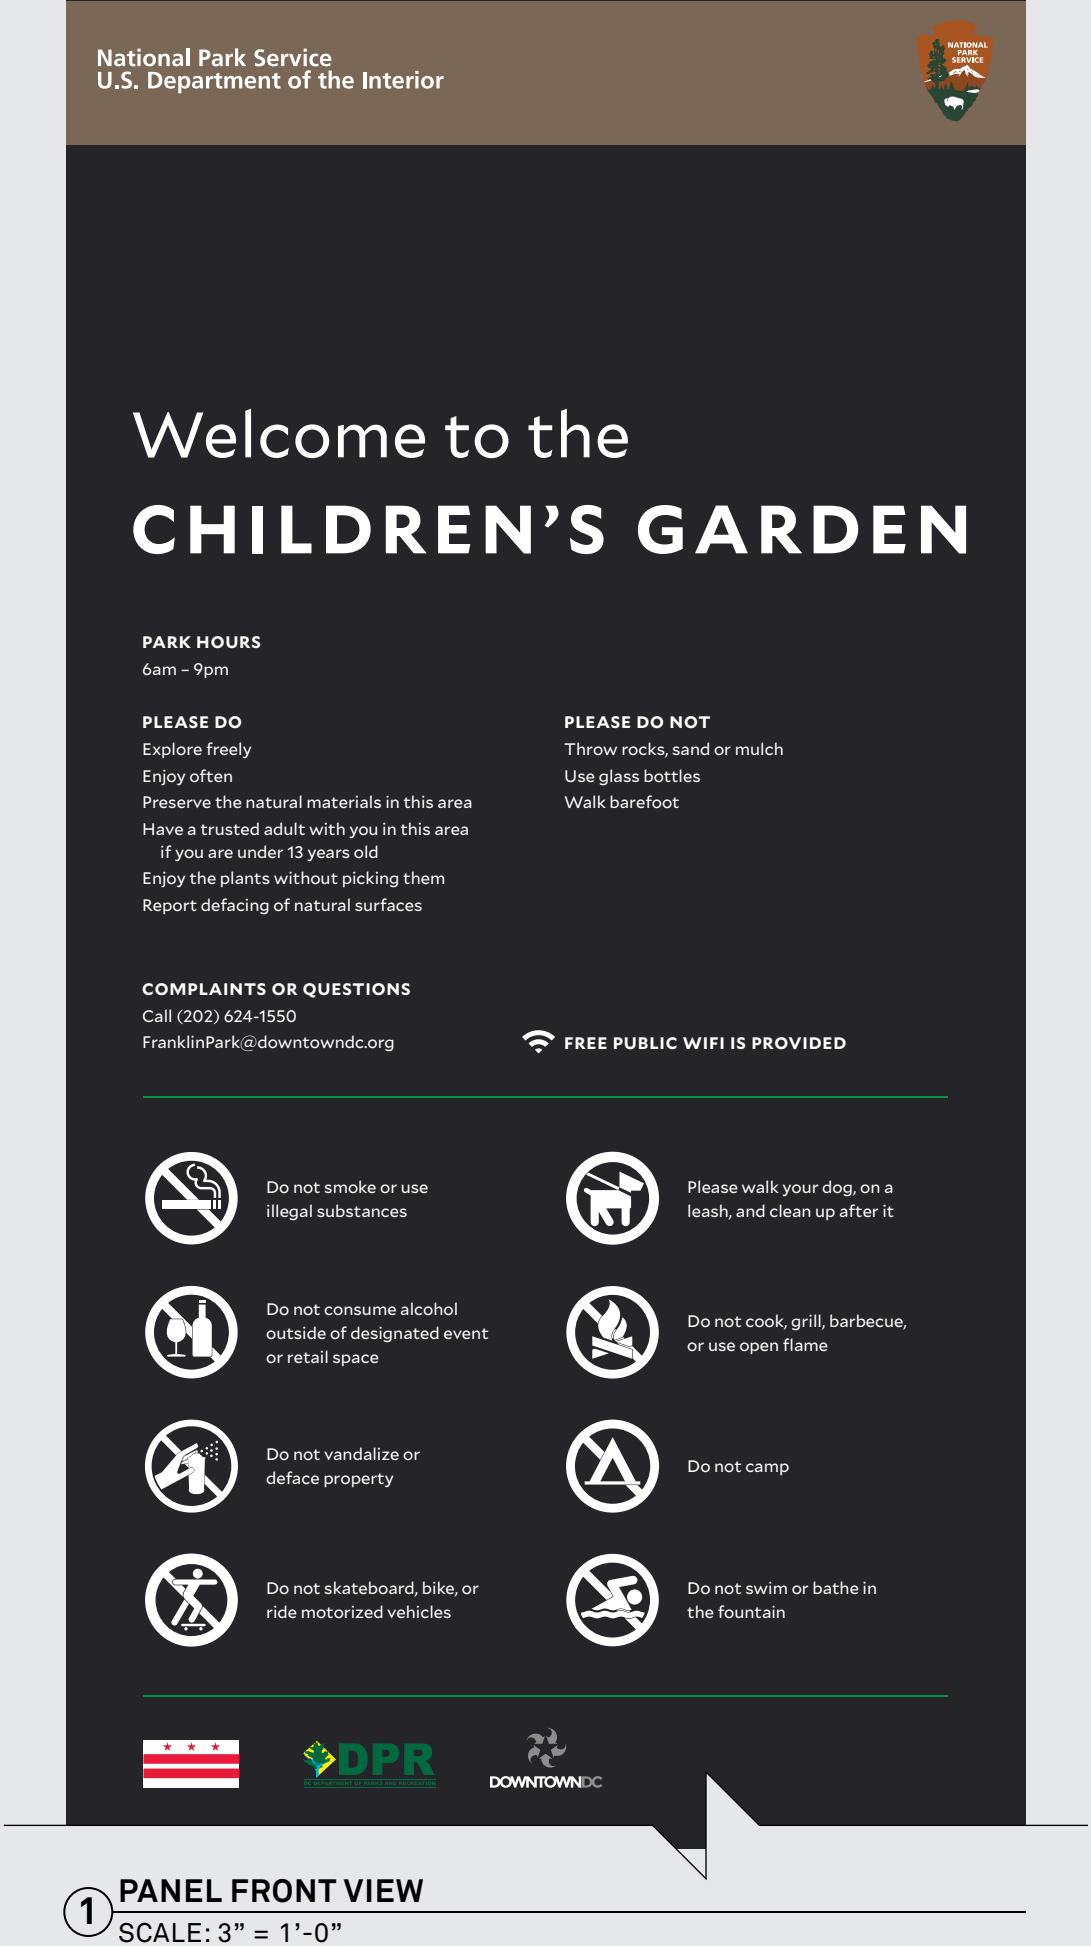 National Park Service
U.S. Department of the Interior
NATIONAL
PARK
SERVICE
Welcome to the
CHILDREN’S GARDEN
PARK HOURS
6am – 9pm
PLEASE DO
Explore freely
Enjoy often
Preserve the natural materials in this area
Have a trusted adult with you in this area
if you are under 13 years old
Enjoy the plants without picking them
Report defacing of natural surfaces
PLEASE DO NOT
Throw rocks, sand or mulch
Use glass bottles
Walk barefoot
COMPLAINTS OR QUESTIONS
Call (202) 624-1550
FranklinPark@downtowndc.org
FREE PUBLIC WIFI IS PROVIDED
Do not smoke or use
illegal substances
Please walk your dog, on a
leash, and clean up after it
Do not consume alcohol
outside of designated event
or retail space
Do not cook, grill, barbecue,
or use open flame
Do not vandalize or
deface property
Do not camp
Do not skateboard, bike, or
ride motorized vehicles
Do not swim or bathe in
the fountain
DPR
DC DEPARTMENT OF PARKS AND RECREATION
DOWNTOWNDC
1
PANEL FRONT VIEW
SCALE: 3” = 1’-0”